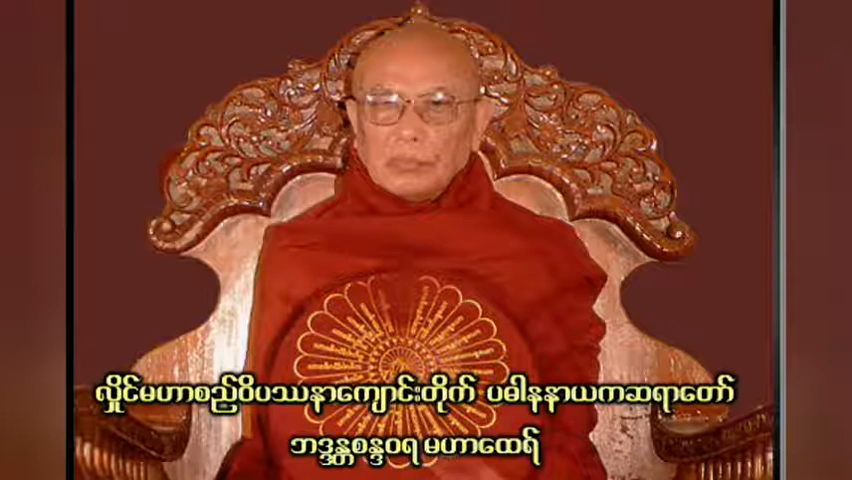 လှိုင်မဟာစည်ဝိပဿနာကျောင်းတိုက် ပဓါနနာယကဆရာတော်
ဘဒ္ဒန္တစန္ဒဝရ မဟာထေရ်